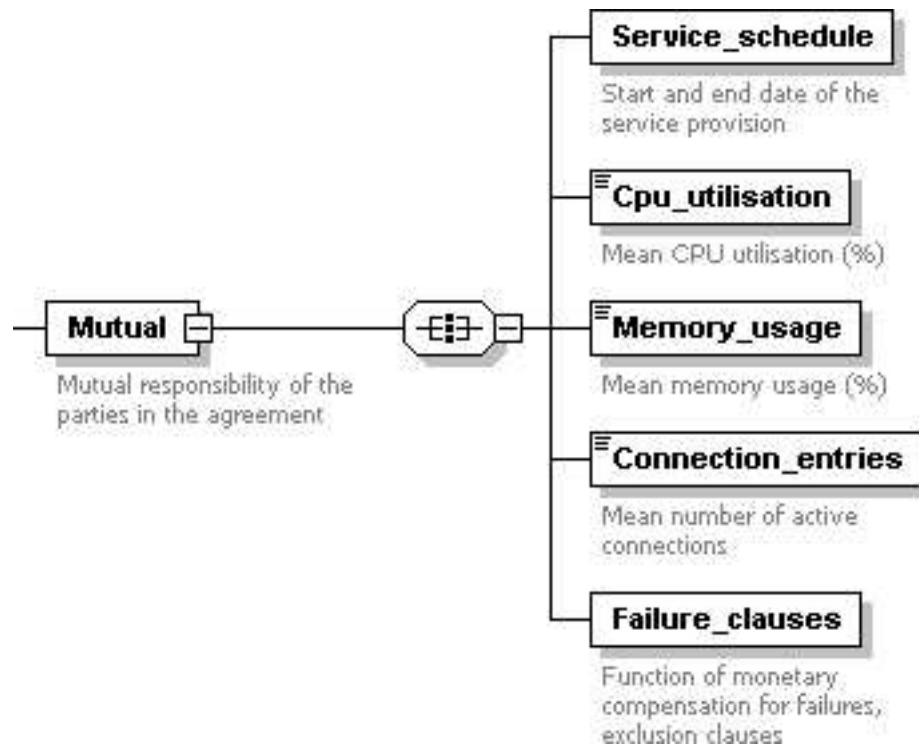 Service_schedule
Start and end date of the
service provision
Cpu_utilisation
Mean CPU utilisation (%)
Mutual
Mutual responsibility of the
parties in the agreement
Memory_usage
Mean memory usage (%)
Connection_entries
Mean number of active
connections
Failure_clauses
Function of monetary
compensation for failures,
exclusion clauses